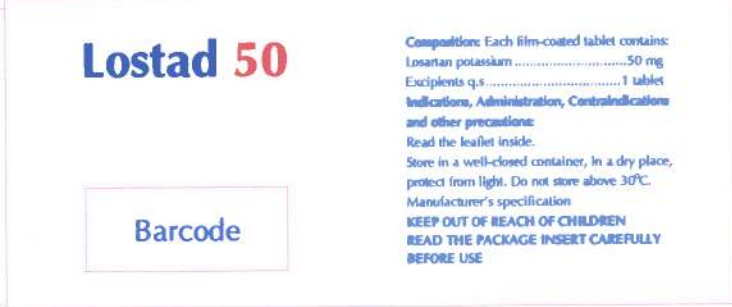 Lostad 50
Barcode
Composition: Each film-coated tablet contains:
Losartan potassium ............................50 mg
Excipients q.s..................................1 tablet
Indications, Administration, Contraindications
and other precautions:
Read the leaflet inside.
Store in a well-closed container, in a dry place,
protect from light. Do not store above 30°C.
Manufacturer's specification
KEEP OUT OF REACH OF CHILDREN
READ THE PACKAGE INSERT CAREFULLY
BEFORE USE